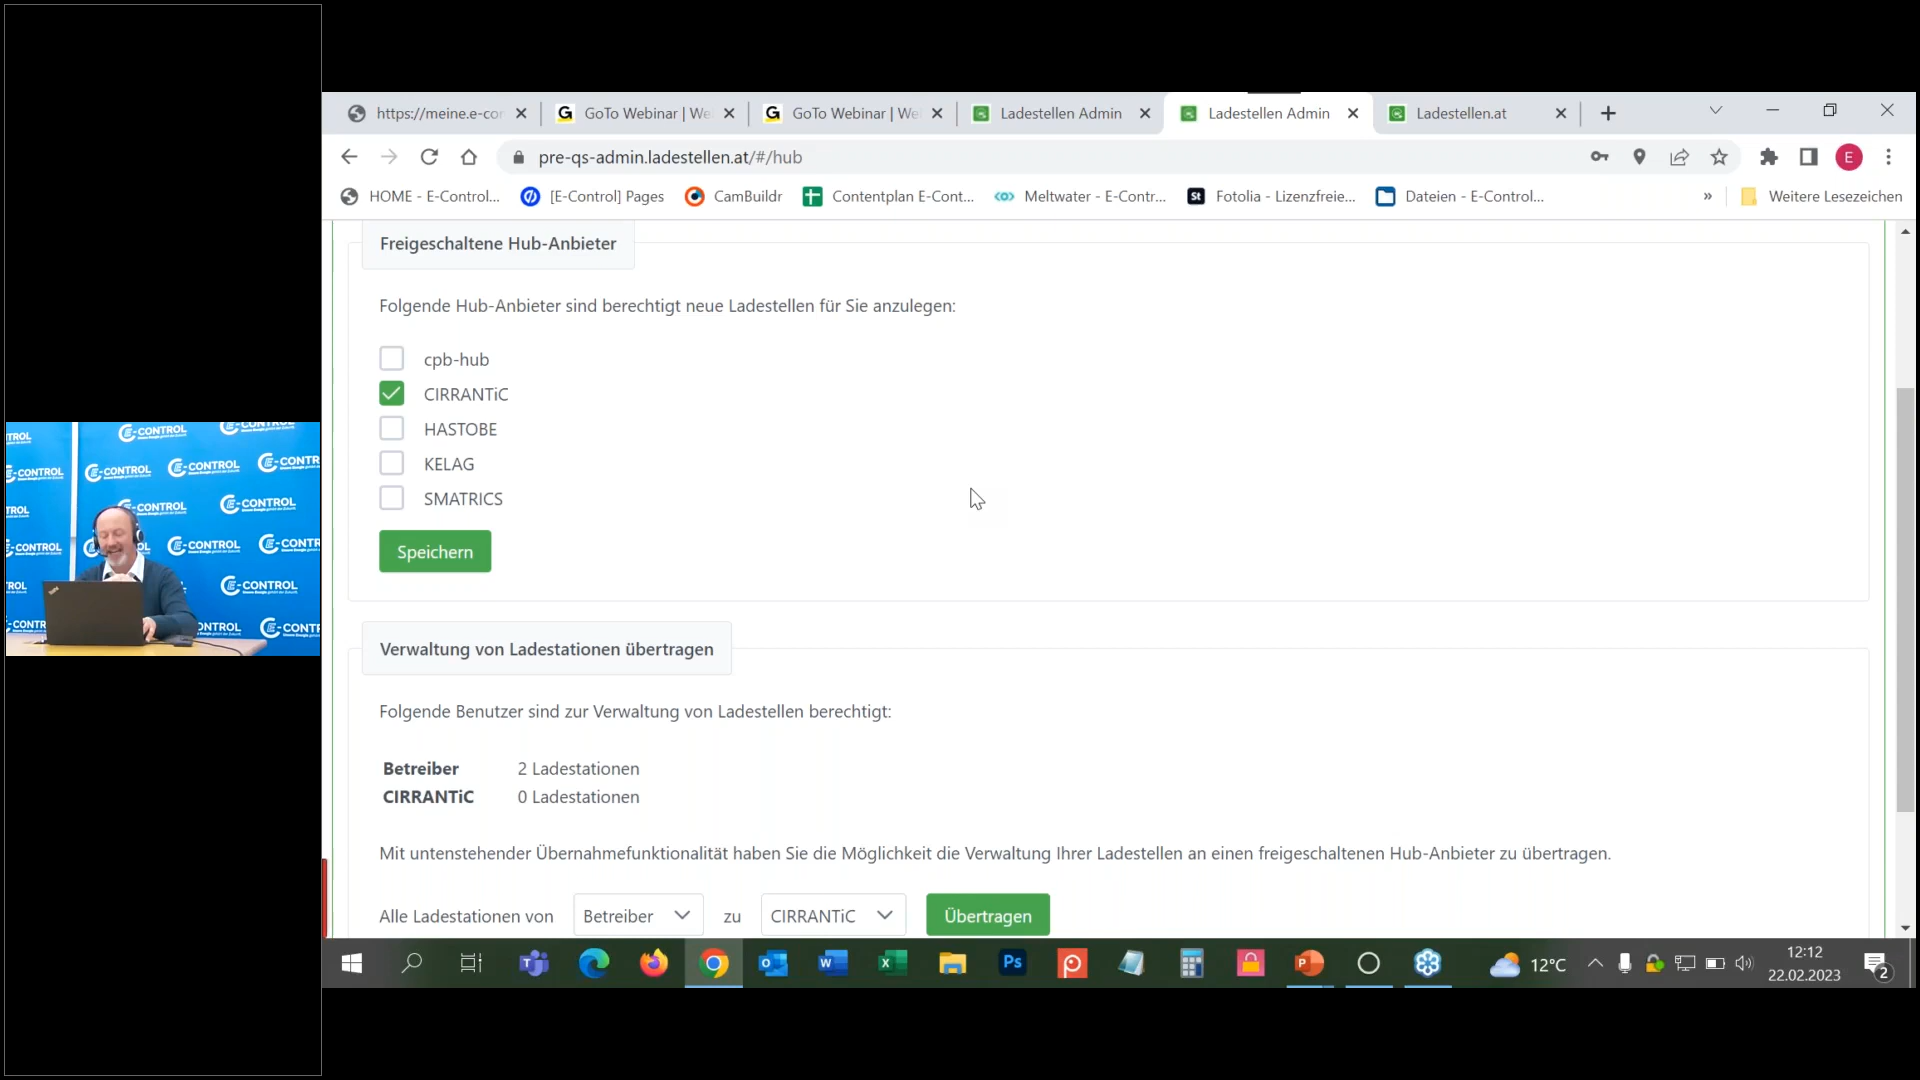 https://meine.e-cor
GoTo Webinar | We
GoTo Webinar | We
Ladestellen Admin
Ladestellen Admin
Ladestellen.at
pre-qs-admin.ladestellen.at/#/hub
E
HOME - E-Control...
[E-Control] Pages
CamBuildr
Contentplan E-Cont...
Meltwater - E-Contr...
St
Fotolia - Lizenzfreie...
Dateien - E-Control...
»
Weitere Lesezeichen
Freigeschaltene Hub-Anbieter
Folgende Hub-Anbieter sind berechtigt neue Ladestellen für Sie anzulegen:
cpb-hub
CIRRANTiC
HASTOBE
KELAG
SMATRICS
Speichern
Verwaltung von Ladestationen übertragen
Folgende Benutzer sind zur Verwaltung von Ladestellen berechtigt:
Betreiber 2 Ladestationen
CIRRANTiC 0 Ladestationen
Mit untenstehender Übernahmefunktionalität haben Sie die Möglichkeit die Verwaltung Ihrer Ladestellen an einen freigeschaltenen Hub-Anbieter zu übertragen.
Alle Ladestationen von Betreiber zu CIRRANTiC Übertragen
E-CONTROL
12°C
12:12
22.02.2023
2